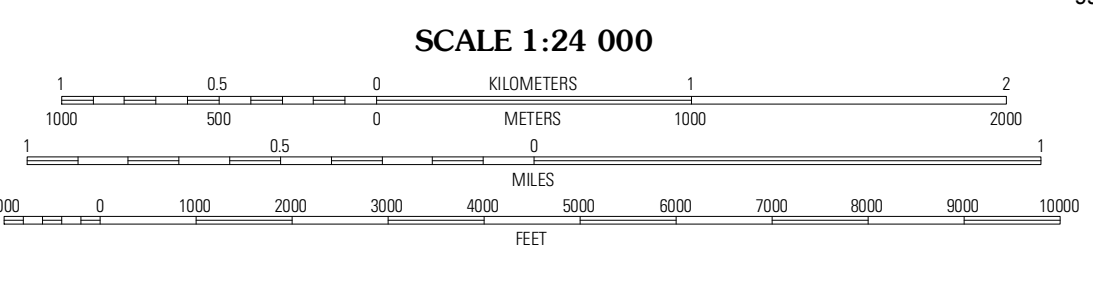 SCALE 1:24 000
1 0.5 0 KILOMETERS 1 2
1000 500 0 METERS 1000 2000
1 0.5 0 1
MILES
0 1000 2000 3000 4000 5000 6000 7000 8000 9000 10000
FEET